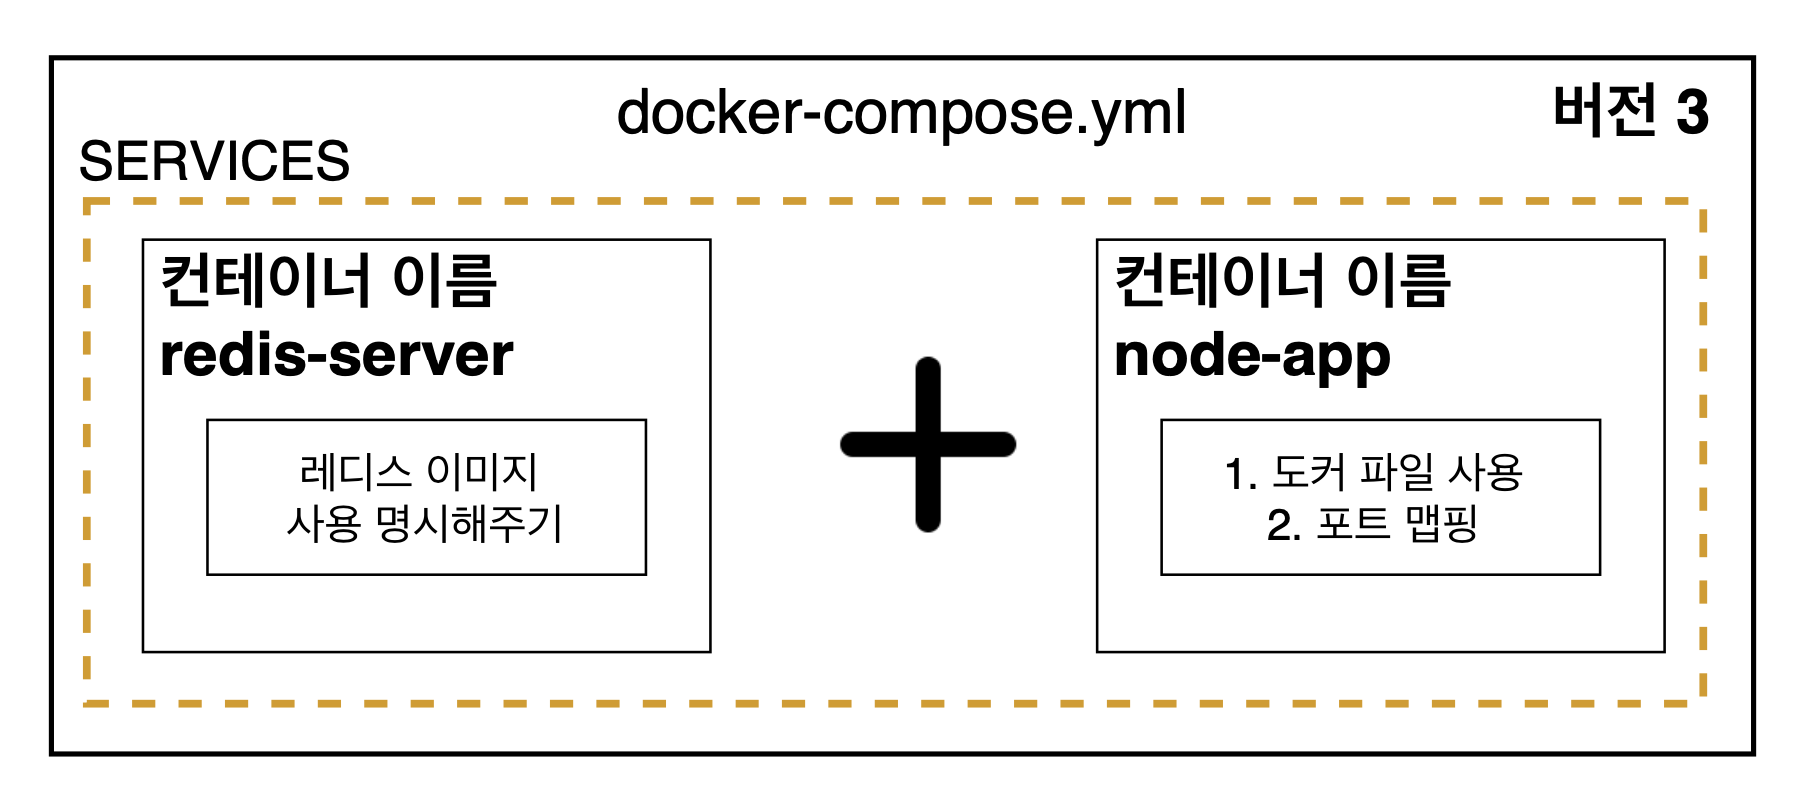 docker-compose.yml
버전 3
SERVICES
컨테이너 이름
redis-server
레디스 이미지
사용 명시해주기
컨테이너 이름
node-app
1. 도커 파일 사용
2. 포트 맵핑